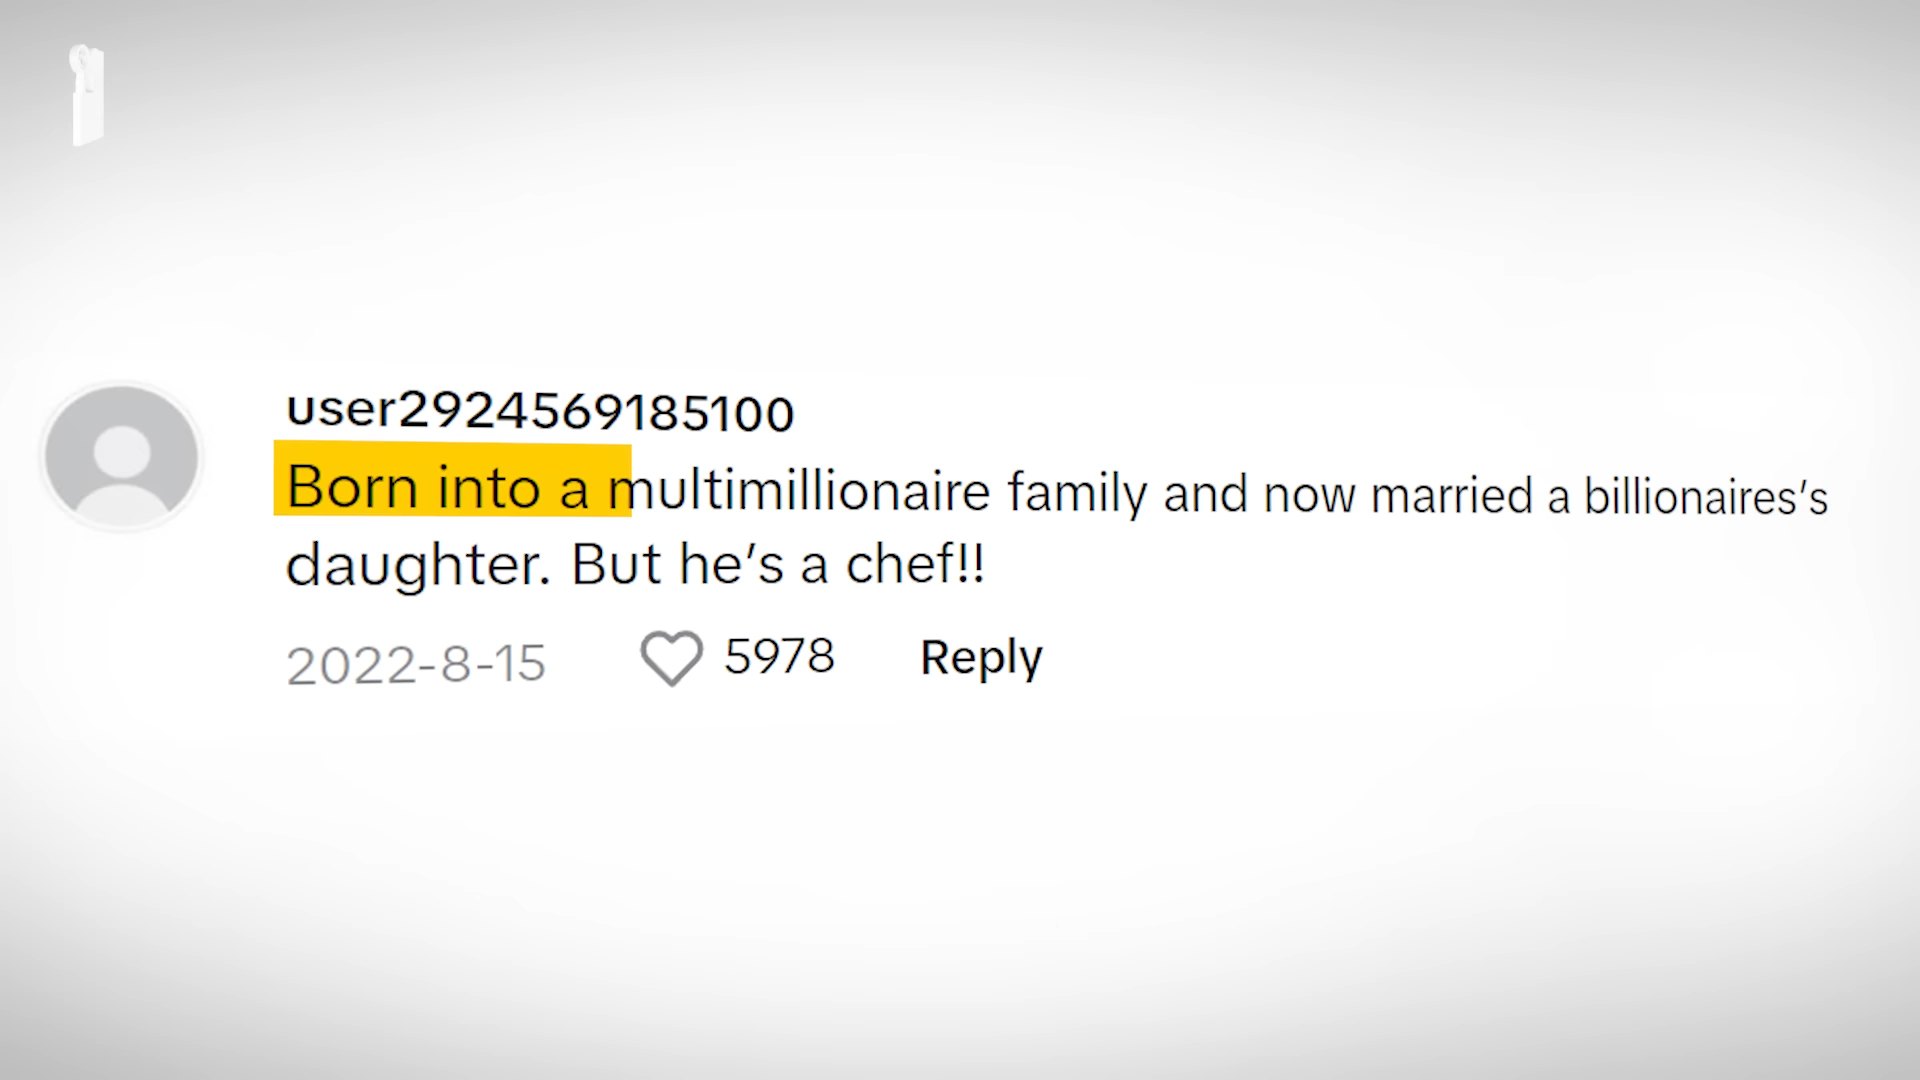 user2924569185100
Born into a multimillionaire family and now married a billionaires’s
daughter. But he’s a chef!!
2022-8-15 5978 Reply